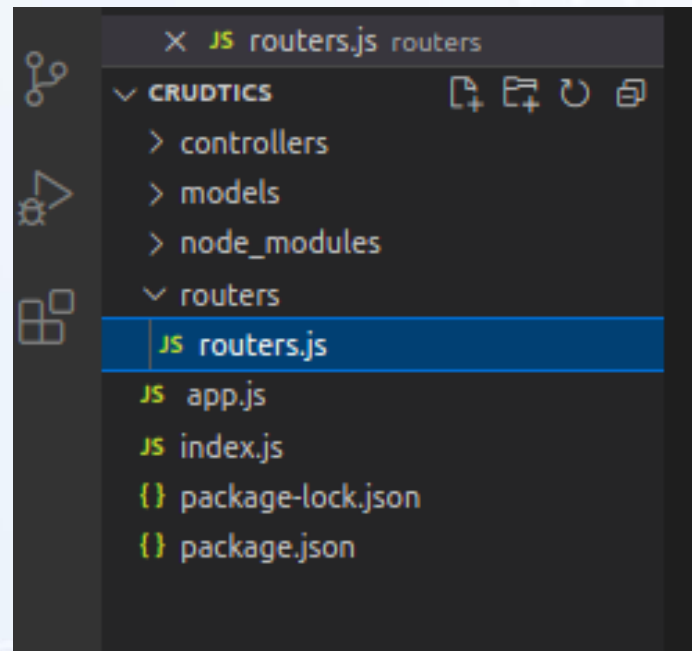 JS routers.js routers
CRUDTICS
controllers
models
node_modules
routers
JS routers.js
JS app.js
JS index.js
{} package-lock.json
{} package.json